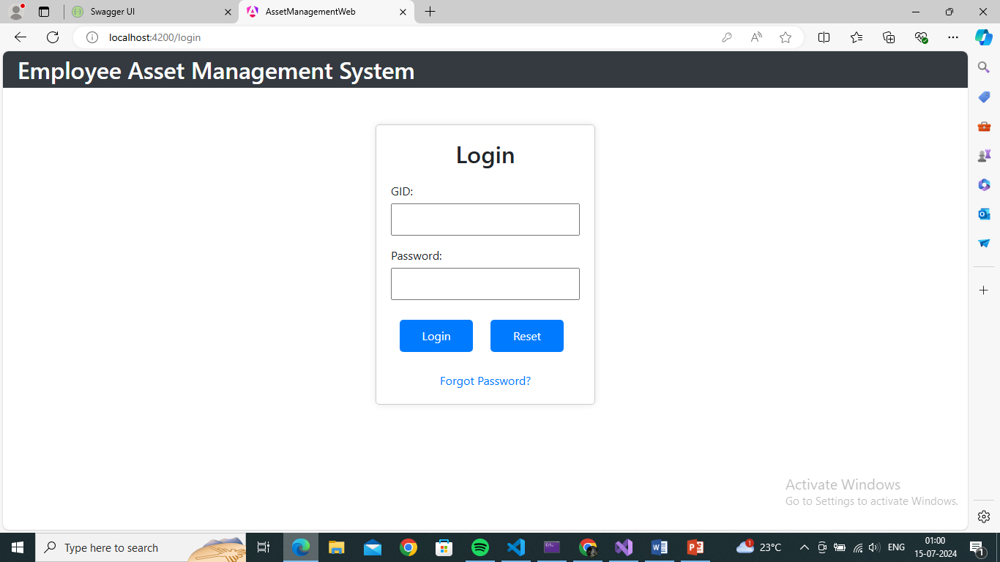 Swagger UI
AssetManagementWeb
localhost:4200/login
Employee Asset Management System
Login
GID:
Password:
Login
Reset
Forgot Password?
Activate Windows
Go to Settings to activate Windows.
Type here to search
1
23°C
ENG
01:00
15-07-2024
1